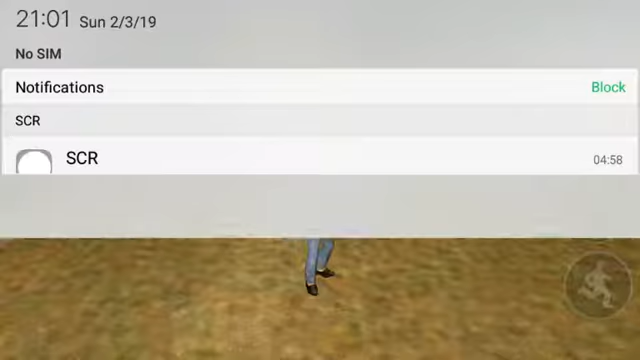 21:01 Sun 2/3/19
No SIM
Notifications Block
SCR
SCR 04:58